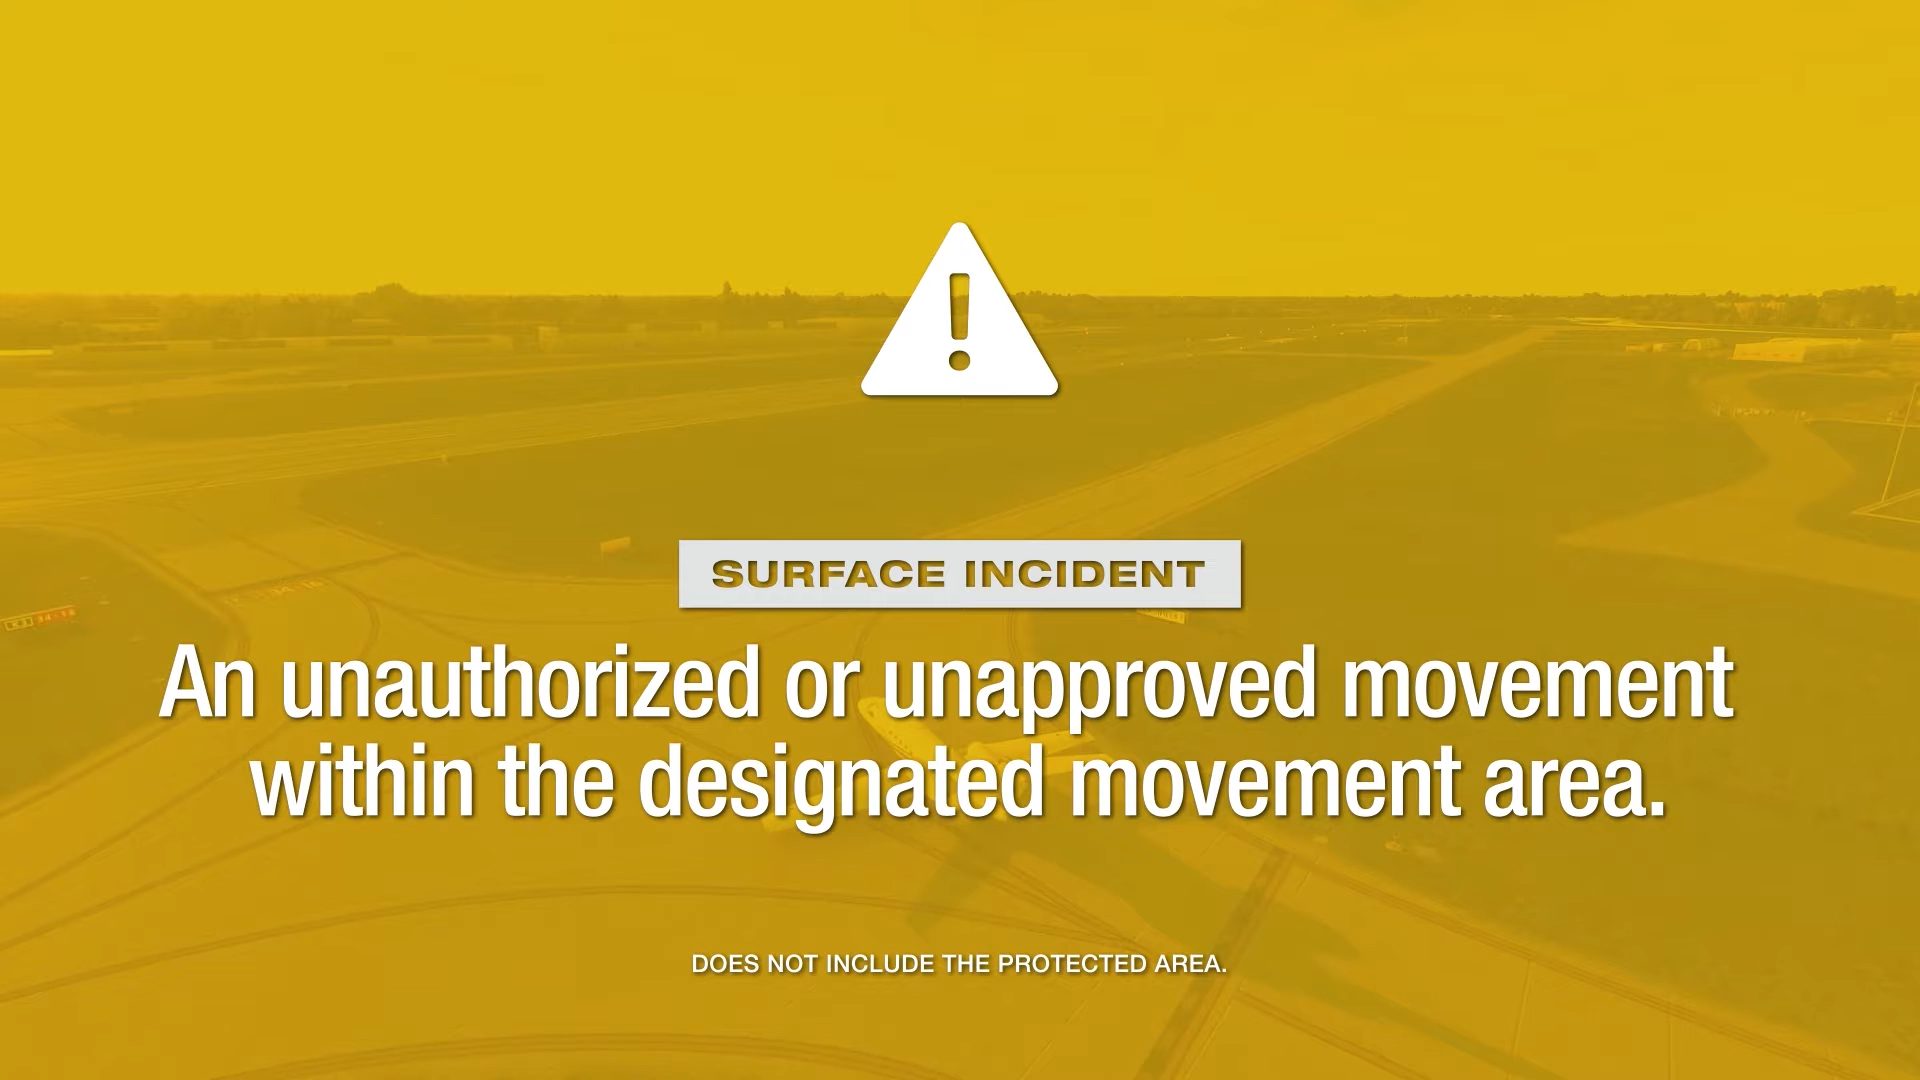 SURFACE INCIDENT
An unauthorized or unapproved movement
within the designated movement area.
DOES NOT INCLUDE THE PROTECTED AREA.